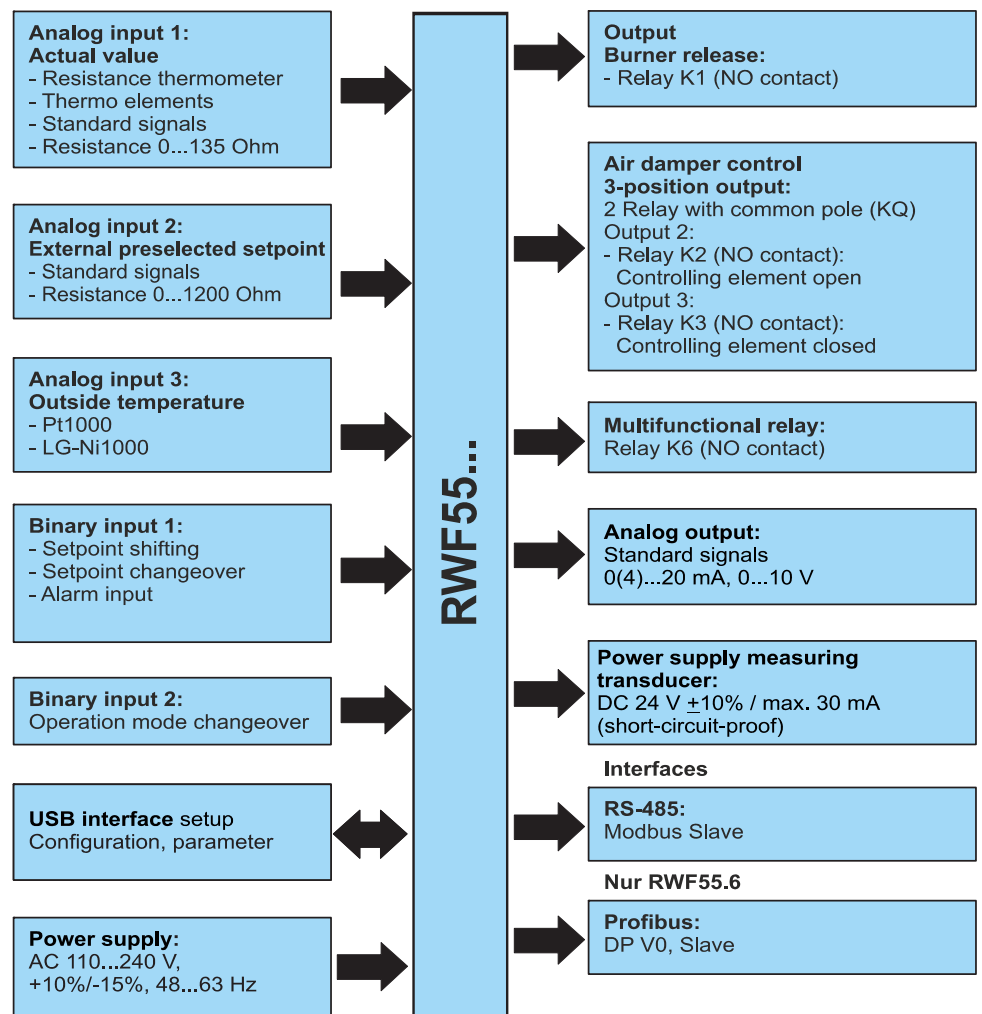 Analog input 1:
Actual value
- Resistance thermometer
- Thermo elements
- Standard signals
- Resistance 0...135 Ohm
Analog input 2:
External preselected setpoint
- Standard signals
- Resistance 0...1200 Ohm
Analog input 3:
Outside temperature
- Pt1000
- LG-Ni1000
Binary input 1:
- Setpoint shifting
- Setpoint changeover
- Alarm input
Binary input 2:
Operation mode changeover
USB interface setup
Configuration, parameter
Power supply:
AC 110...240 V,
+10%/-15%, 48...63 Hz
RWF55...
Output
Burner release:
- Relay K1 (NO contact)
Air damper control
3-position output:
2 Relay with common pole (KQ)
Output 2:
- Relay K2 (NO contact):
Controlling element open
Output 3:
- Relay K3 (NO contact):
Controlling element closed
Multifunctional relay:
Relay K6 (NO contact)
Analog output:
Standard signals
0(4)...20 mA, 0...10 V
Power supply measuring
transducer:
DC 24 V ±10% / max. 30 mA
(short-circuit-proof)
Interfaces
RS-485:
Modbus Slave
Nur RWF55.6
Profibus:
DP V0, Slave